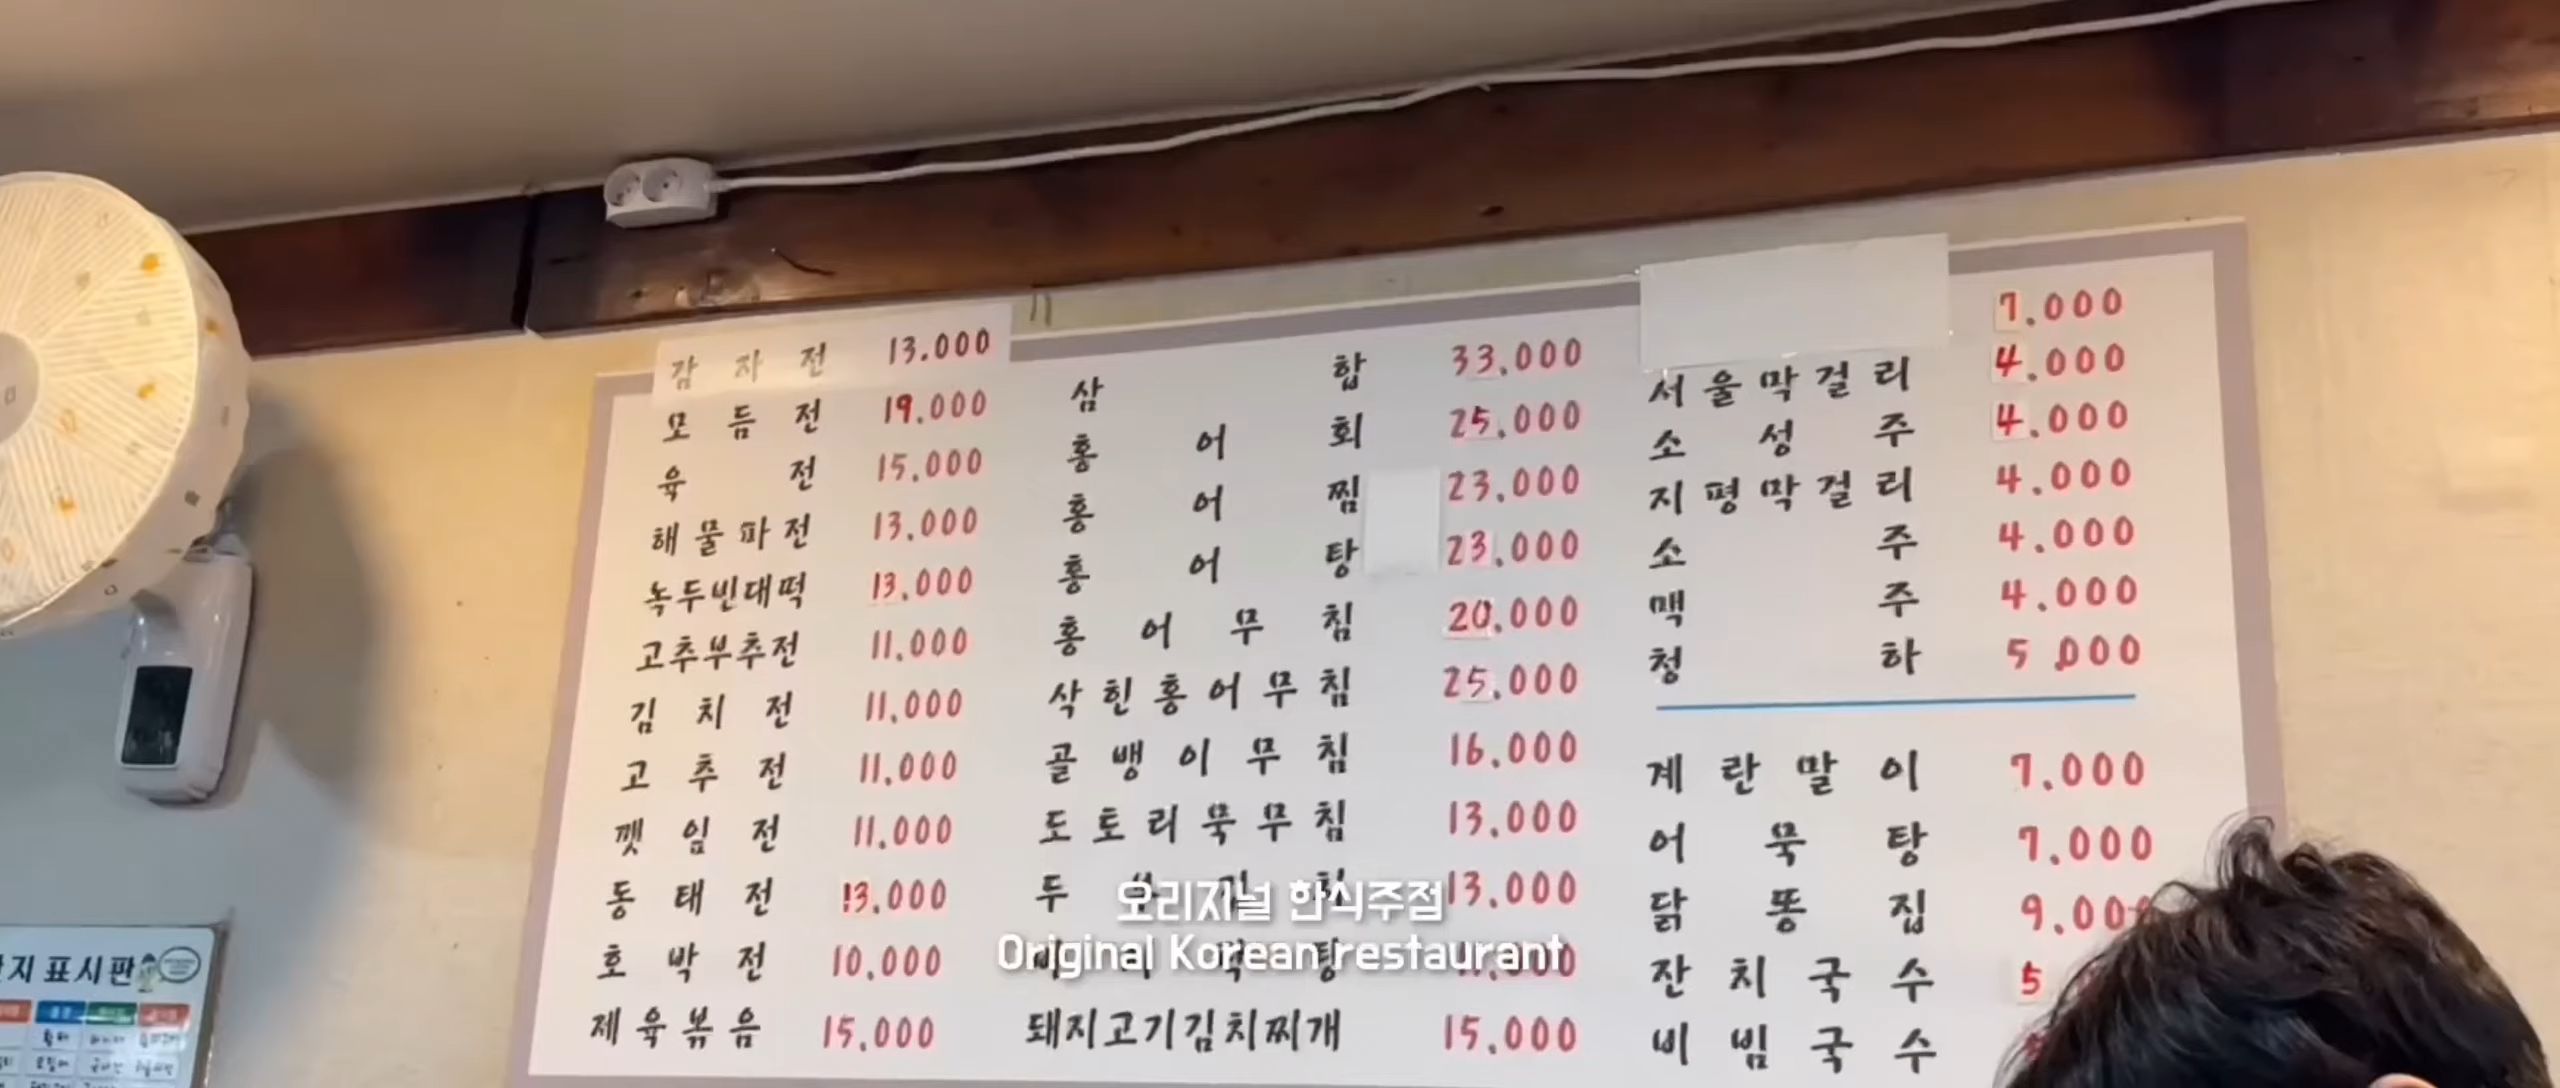 감자전 13.000
모듬전 19.000
육전 15.000
해물파전 13.000
녹두빈대떡 13.000
고추부추전 11.000
김치전 11.000
고추전 11.000
깻잎전 11.000
동태전 13.000
호박전 10.000
제육볶음 15.000
삼합 33.000
홍어회 25.000
홍어찜 23.000
홍어탕 23.000
홍어무침 20.000
삭힌홍어무침 25.000
골뱅이무침 16.000
도토리묵무침 13.000
두 13.000
탕
돼지고기김치찌개 15.000
7.000
서울막걸리 4.000
소성주 4.000
지평막걸리 4.000
소주 4.000
맥주 4.000
청하 5.000
계란말이 7.000
어묵탕 7.000
닭똥집 9.00
잔치국수 5
비빔국수
지표시판
오리지널 한식주점
Original Korean restaurant